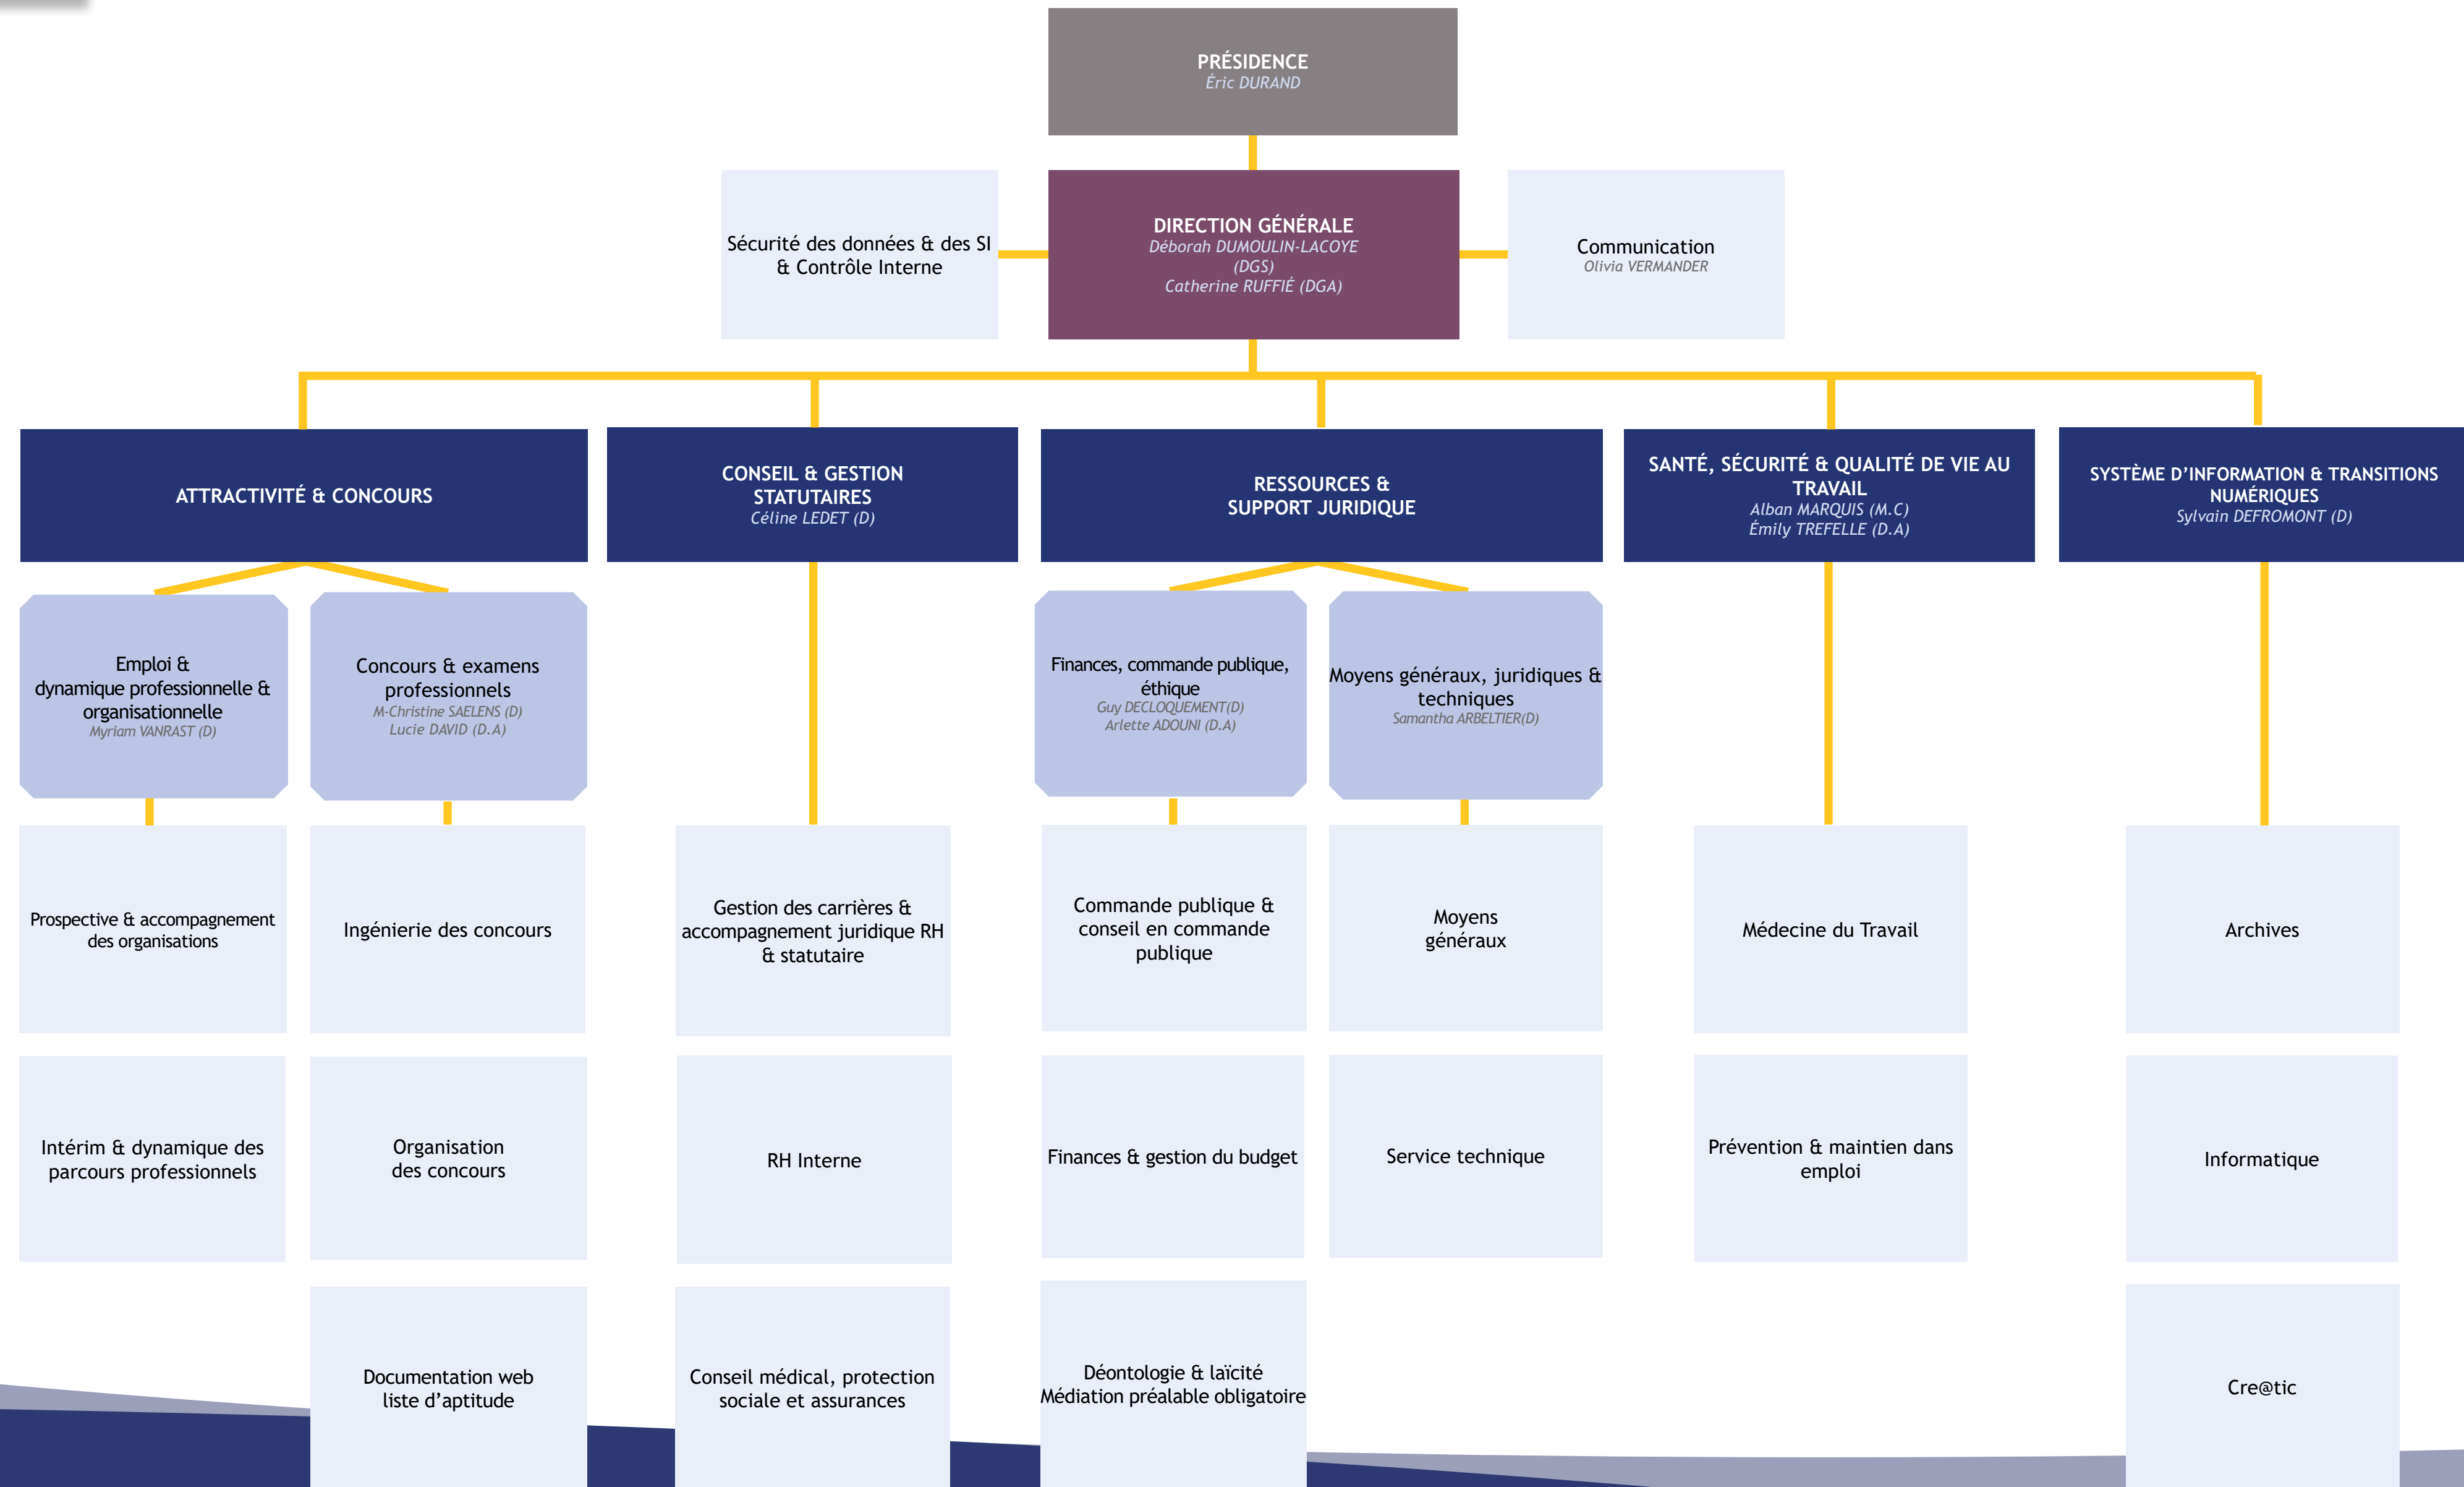 PRÉSIDENCE
Éric DURAND
Sécurité des données & des SI
& Contrôle Interne
DIRECTION GÉNÉRALE
Déborah DUMOULIN-LACOYE
(DGS)
Catherine RUFFIÉ (DGA)
Communication
Olivia VERMANDER
ATTRACTIVITÉ & CONCOURS
CONSEIL & GESTION
STATUTAIRES
Céline LEDET (D)
RESSOURCES &
SUPPORT JURIDIQUE
SANTÉ, SÉCURITÉ & QUALITÉ DE VIE AU
TRAVAIL
Alban MARQUIS (M.C)
Émily TREFELLE (D.A)
SYSTÈME D’INFORMATION & TRANSITIONS
NUMÉRIQUES
Sylvain DEFROMONT (D)
Emploi &
dynamique professionnelle &
organisationnelle
Myriam VANRAST (D)
Concours & examens
professionnels
M-Christine SAELENS (D)
Lucie DAVID (D.A)
Finances, commande publique,
éthique
Guy DECLOQUEMENT(D)
Arlette ADOUNI (D.A)
Moyens généraux, juridiques &
techniques
Samantha ARBELTIER(D)
Prospective & accompagnement
des organisations
Ingénierie des concours
Gestion des carrières &
accompagnement juridique RH
& statutaire
Commande publique &
conseil en commande
publique
Moyens
généraux
Médecine du Travail
Archives
Intérim & dynamique des
parcours professionnels
Organisation
des concours
RH Interne
Finances & gestion du budget
Service technique
Prévention & maintien dans
emploi
Informatique
Documentation web
liste d’aptitude
Conseil médical, protection
sociale et assurances
Déontologie & laïcité
Médiation préalable obligatoire
Cre@tic